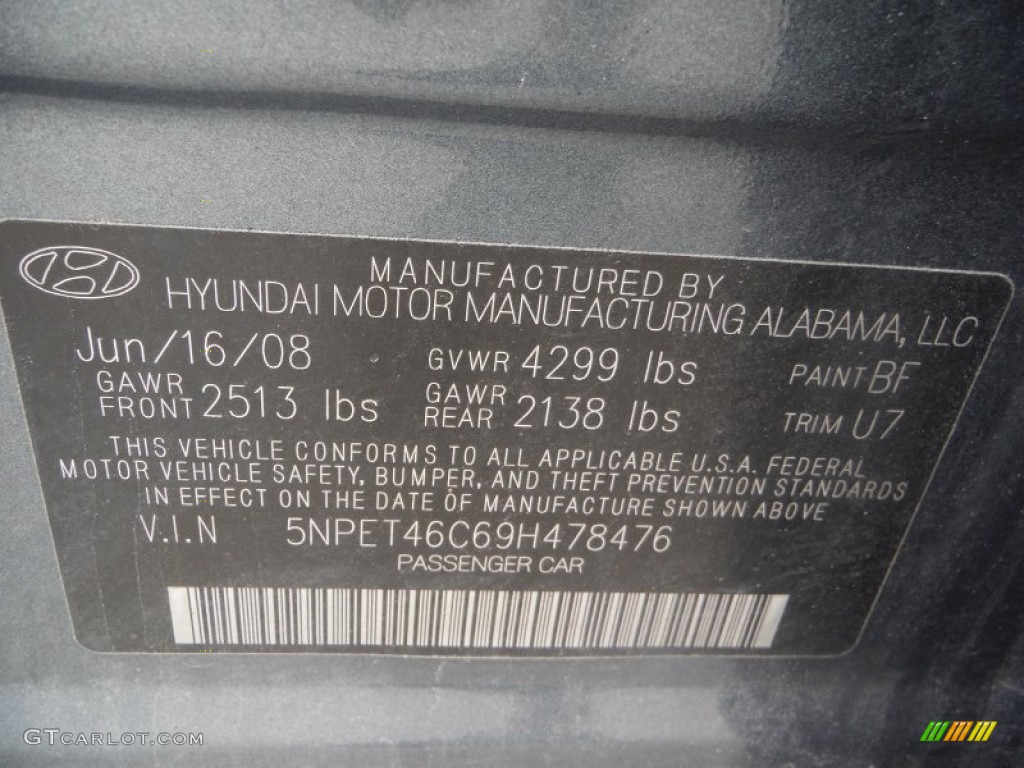 MANUFACTURED BY
HYUNDAI MOTOR MANUFACTURING ALABAMA, LLC
Jun/16/08 GVWR 4299 lbs PAINT BF
GAWR FRONT 2513 lbs GAWR REAR 2138 lbs TRIM U7
THIS VEHICLE CONFORMS TO ALL APPLICABLE U.S.A. FEDERAL
MOTOR VEHICLE SAFETY, BUMPER, AND THEFT PREVENTION STANDARDS
IN EFFECT ON THE DATE OF MANUFACTURE SHOWN ABOVE
V.I.N 5NPET46C69H478476
PASSENGER CAR
GTCARLOT.COM